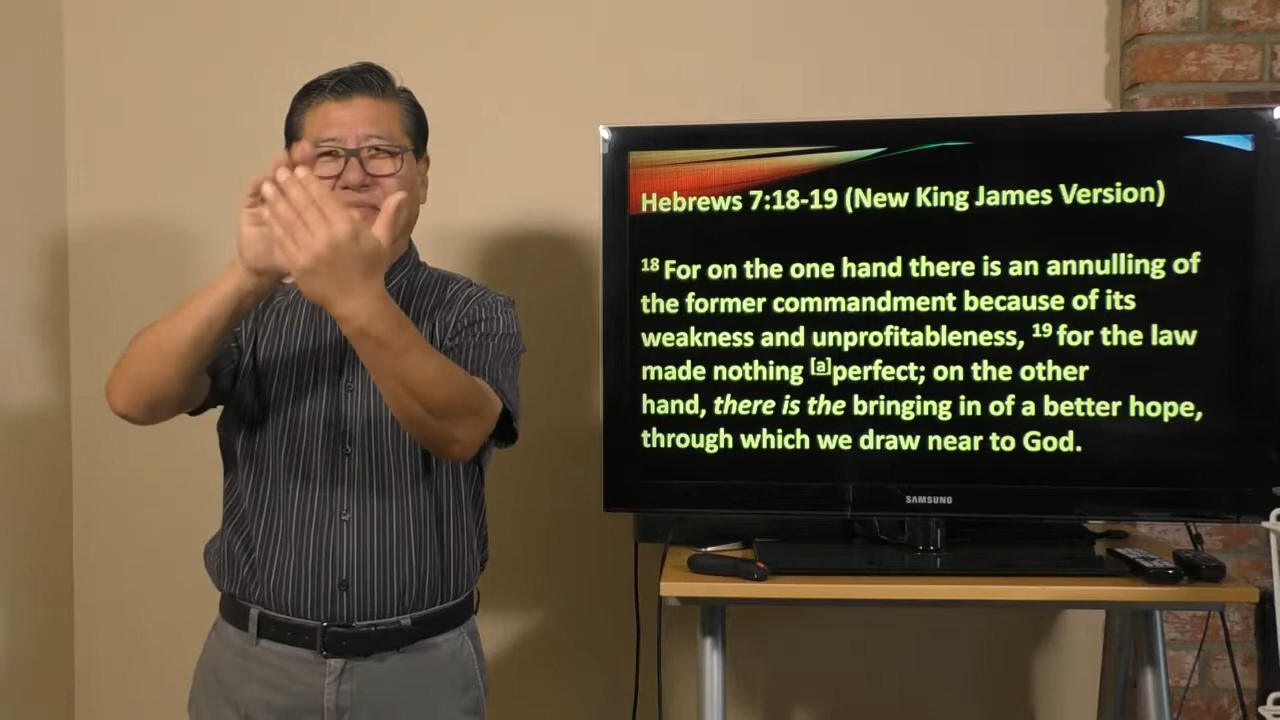 Hebrews 7:18-19 (New King James Version)
18 For on the one hand there is an annulling of
the former commandment because of its
weakness and unprofitableness, 19 for the law
made nothing [a]perfect; on the other
hand, there is the bringing in of a better hope,
through which we draw near to God.
SAMSUNG